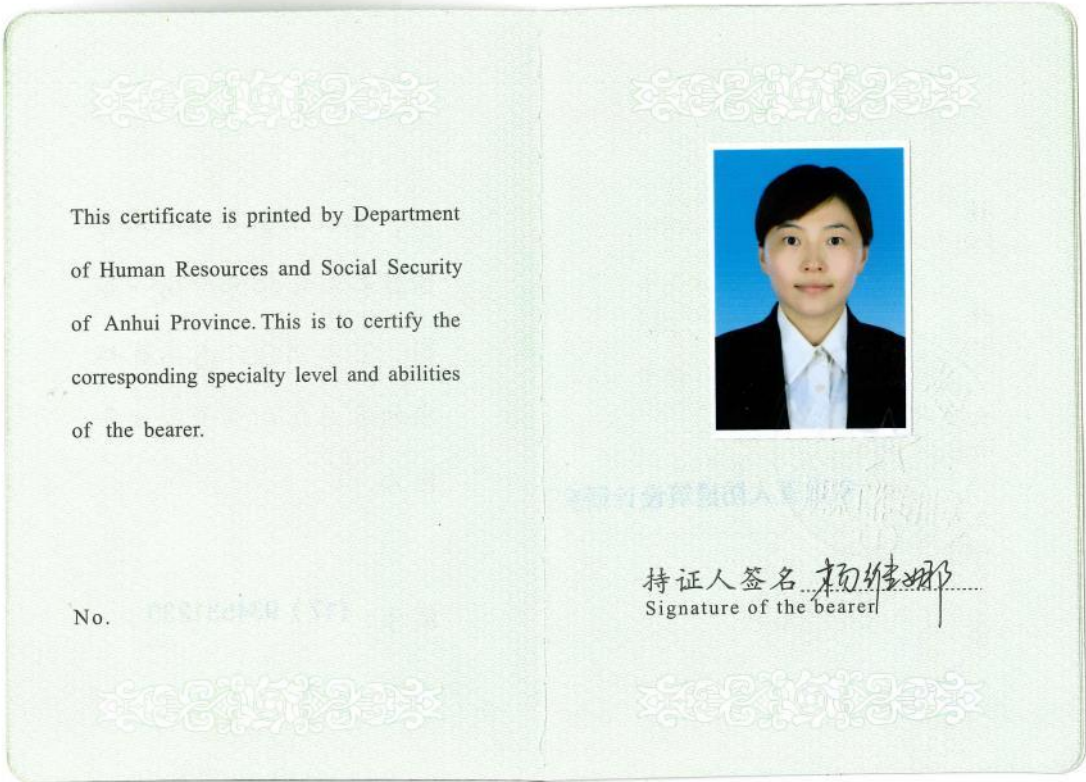 This certificate is printed by Department
of Human Resources and Social Security
of Anhui Province. This is to certify the
corresponding specialty level and abilities
of the bearer.
No.
持证人签名 杨维娜
Signature of the bearer